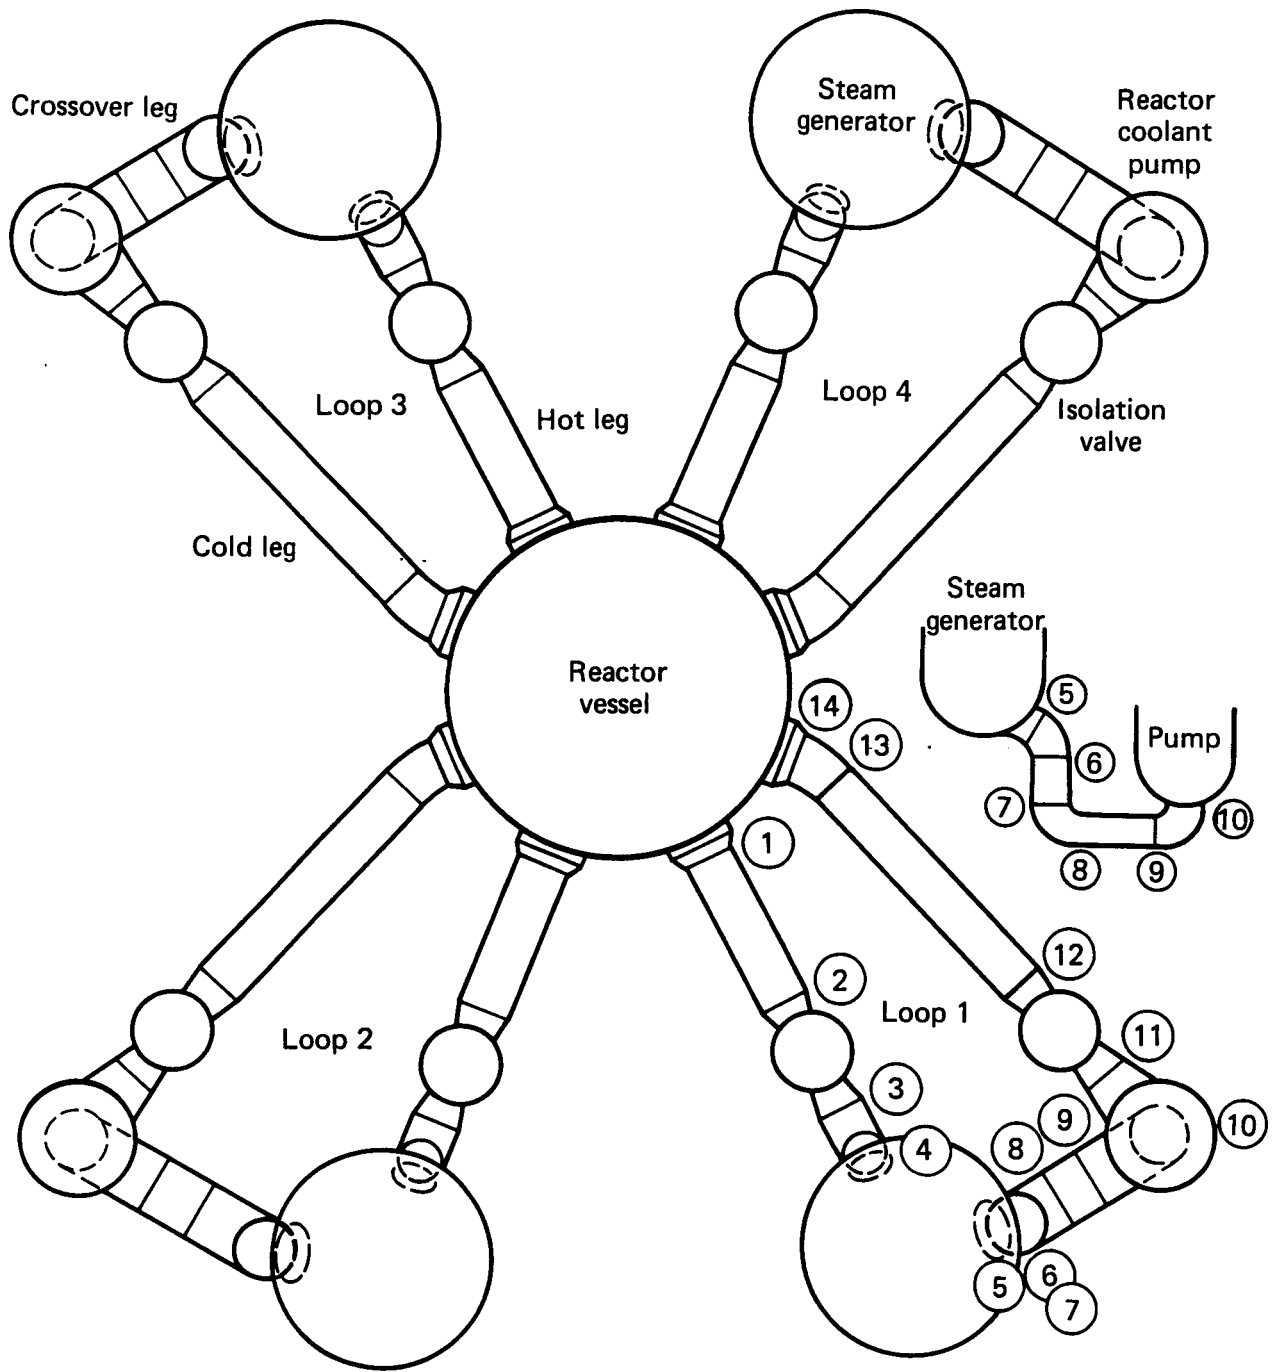 Crossover leg
Steam
generator
Reactor
coolant
pump
Loop 3
Hot leg
Loop 4
Isolation
valve
Cold leg
Steam
generator
Reactor
vessel
14
13
5
Pump
6
7
10
8
9
1
2
12
Loop 1
Loop 2
11
3
9
10
8
4
5
6
7